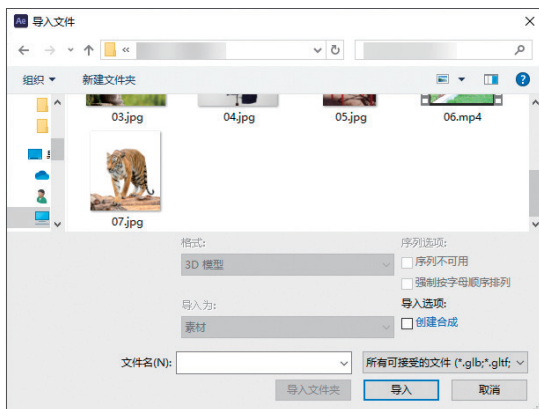 Ae 导入文件
«
组织
新建文件夹
?
03.jpg
04.jpg
05.jpg
06.mp4
07.jpg
格式:
3D 模型
序列选项:
序列不可用
强制按字母顺序排列
导入为:
素材
导入选项:
创建合成
文件名(N):
所有可接受的文件 (*.glb;*.gltf;
导入文件夹
导入
取消